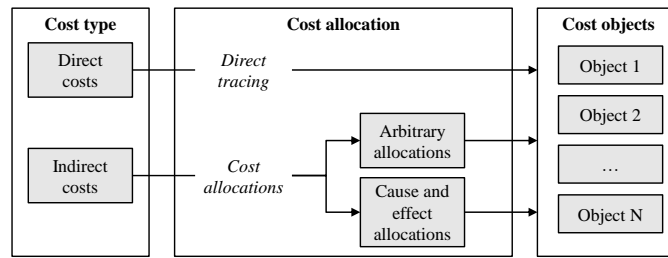 Cost type
Direct
costs
Indirect
costs
Cost allocation
Direct
tracing
Cost
allocations
Arbitrary
allocations
Cause and
effect
allocations
Cost objects
Object 1
Object 2
…
Object N